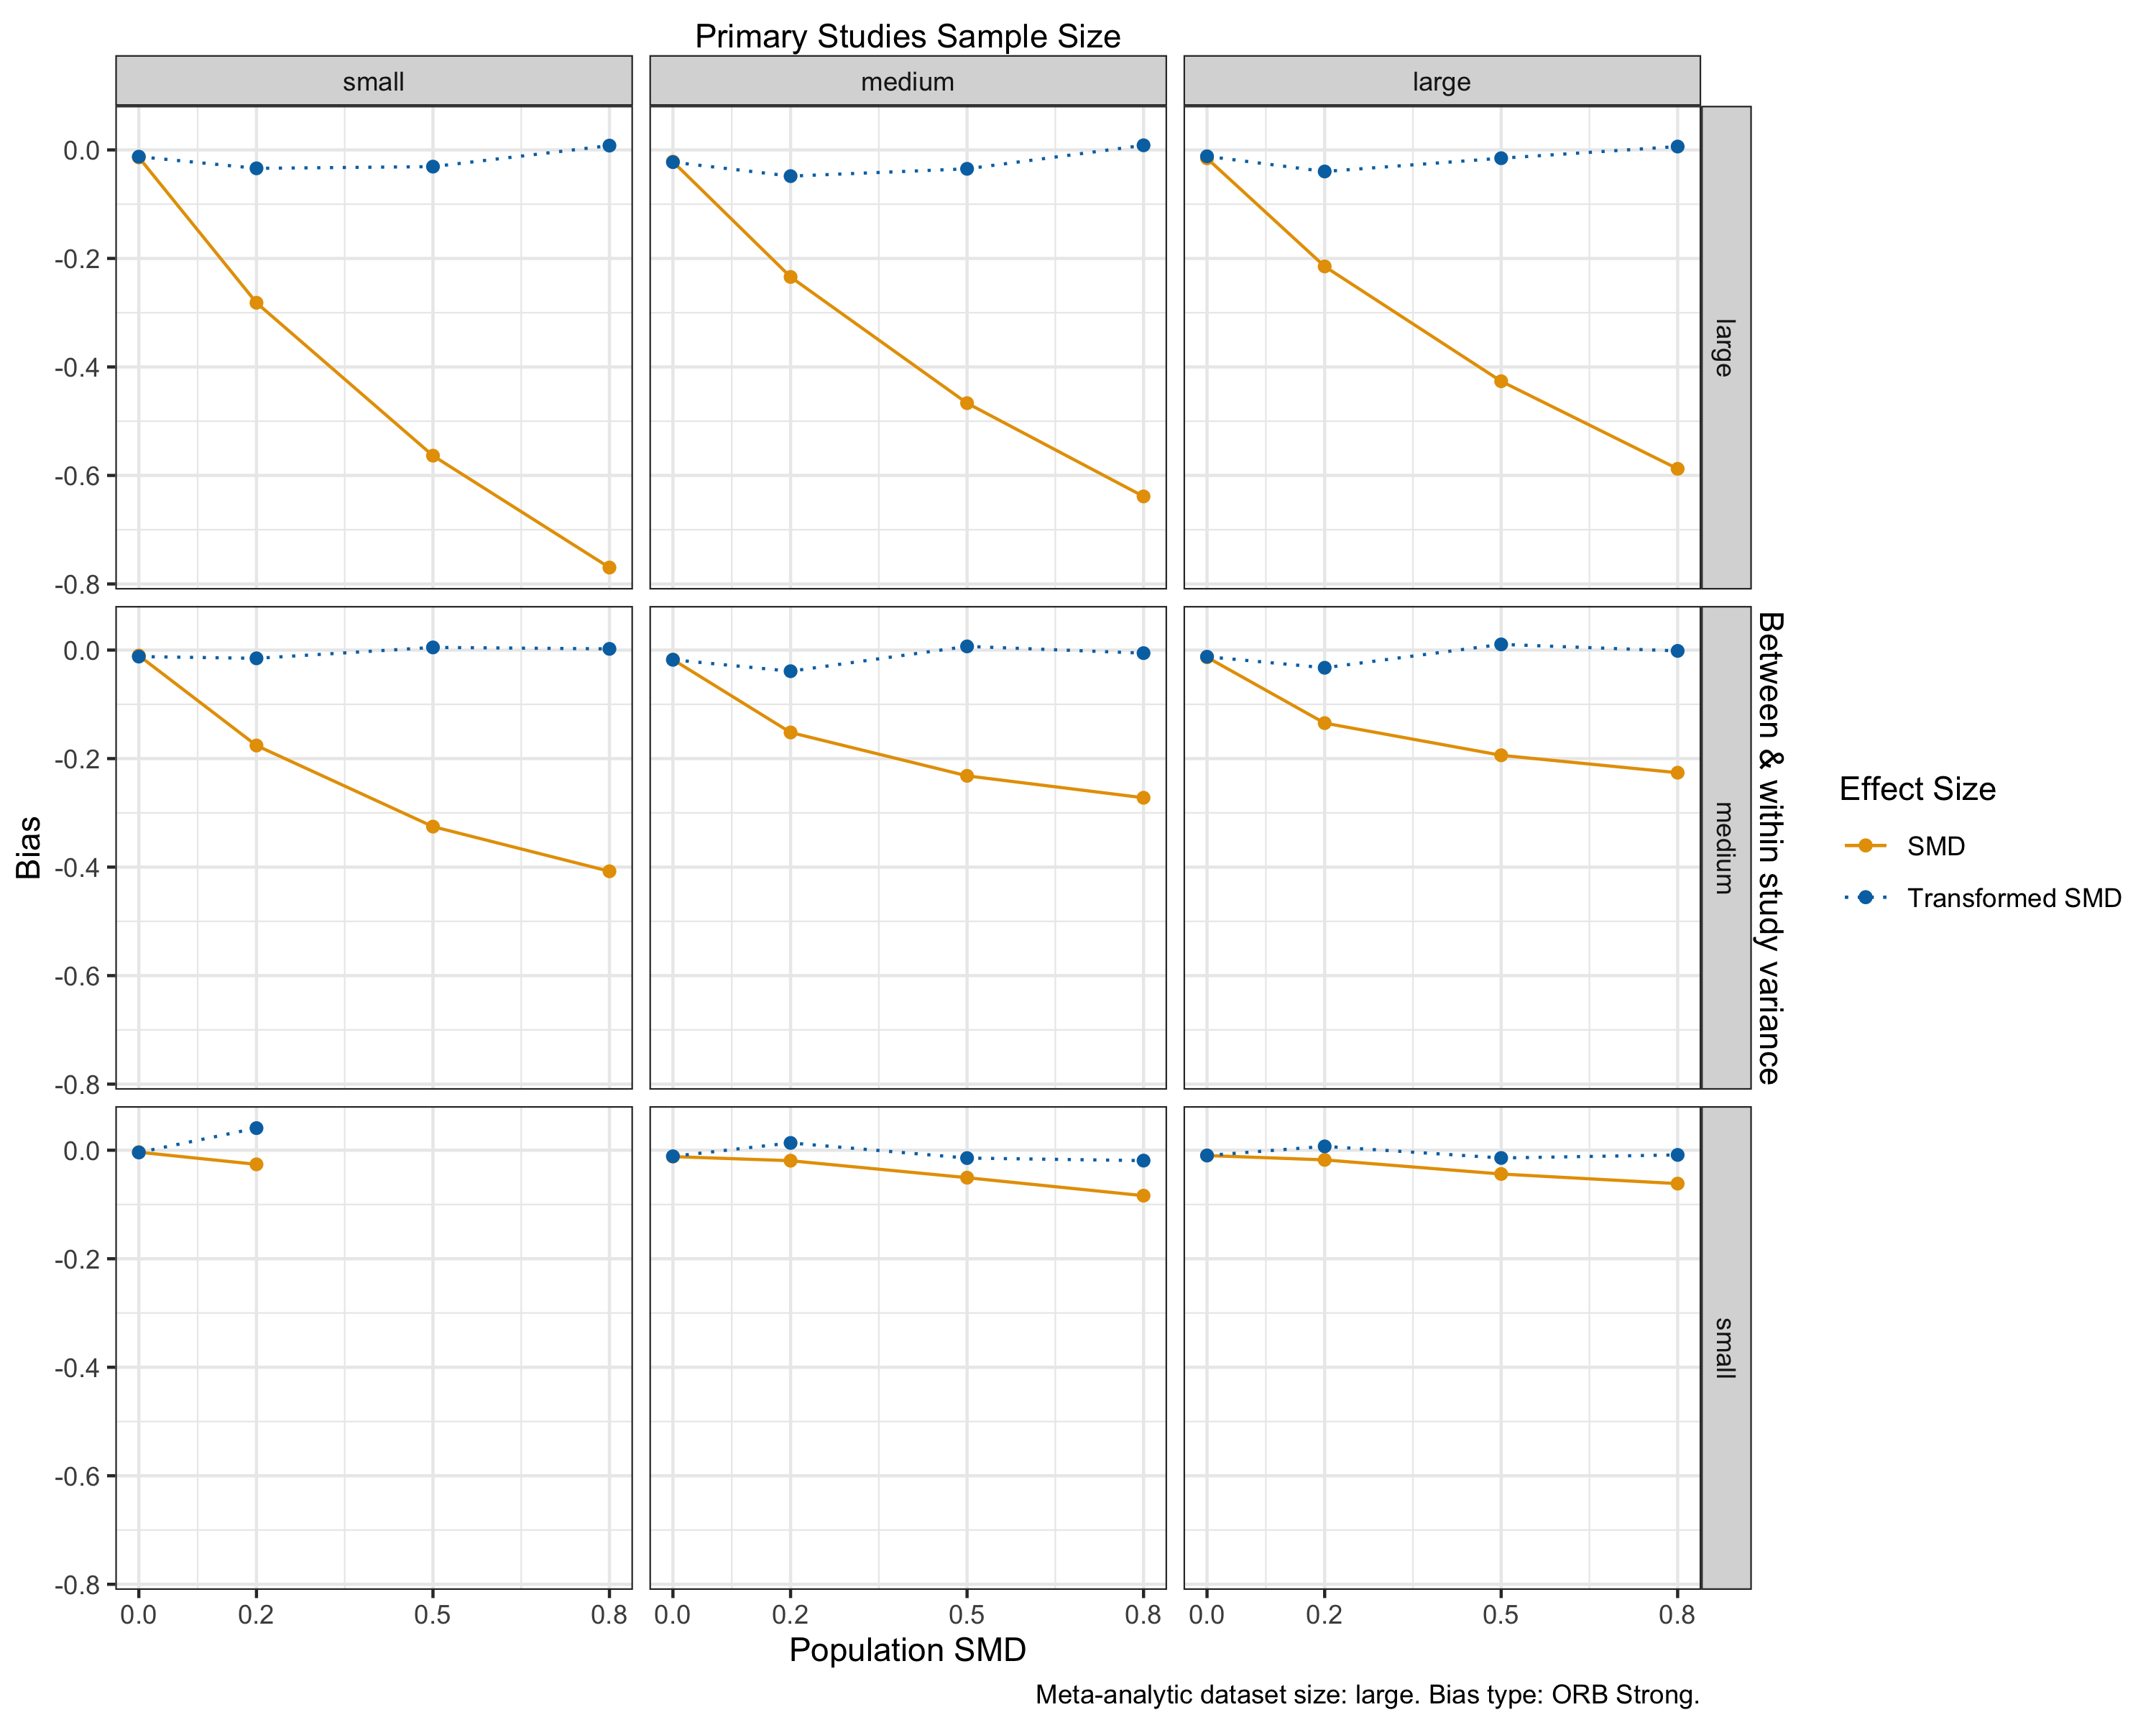 Primary Studies Sample Size
small medium large
0.0
-0.2
-0.4
-0.6
-0.8
large
0.0
-0.2
-0.4
-0.6
-0.8
medium
0.0
-0.2
-0.4
-0.6
-0.8
small
Bias
Between & within study variance
0.0 0.2 0.5 0.8 0.0 0.2 0.5 0.8 0.0 0.2 0.5 0.8
Population SMD
Effect Size
SMD
Transformed SMD
Meta-analytic dataset size: large. Bias type: ORB Strong.